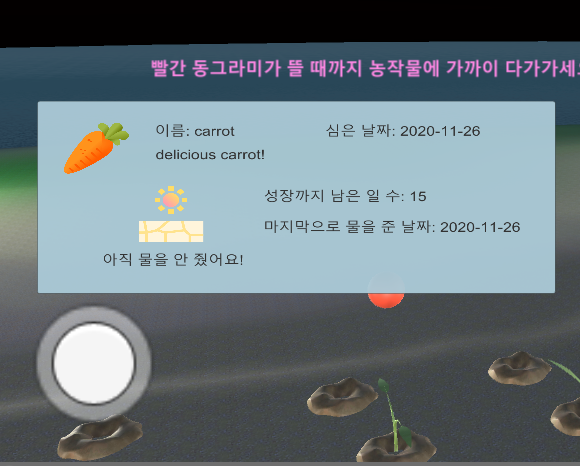 빨간 동그라미가 뜰 때까지 농작물에 가까이 다가가세
이름: carrot
심은 날짜: 2020-11-26
delicious carrot!
성장까지 남은 일 수: 15
마지막으로 물을 준 날짜: 2020-11-26
아직 물을 안 줬어요!